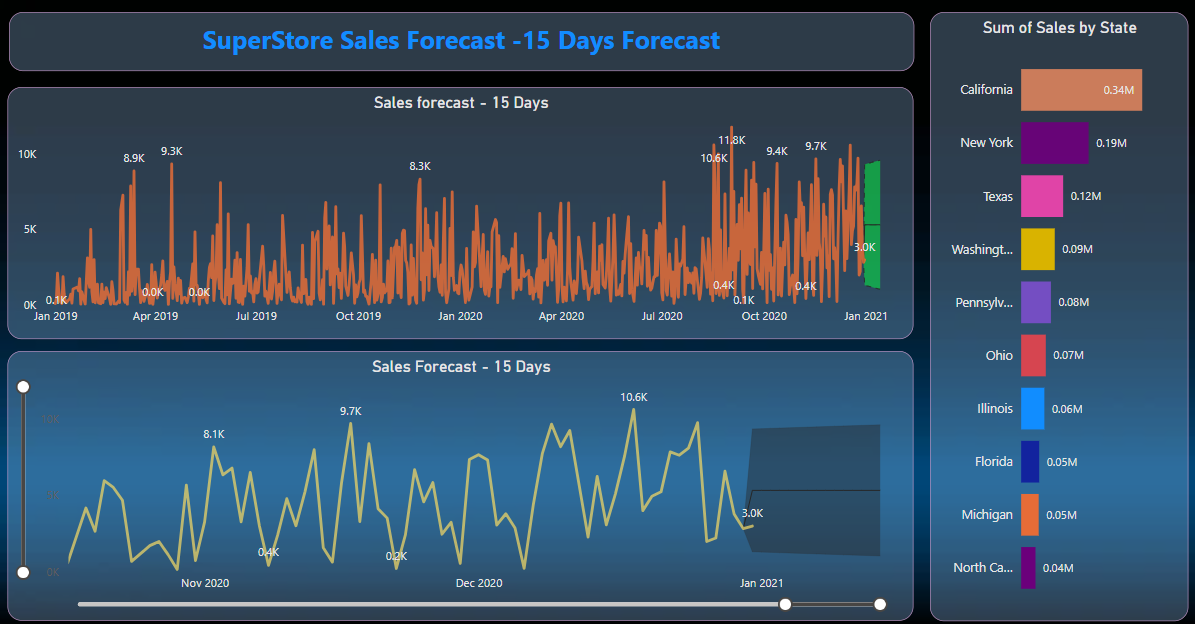 SuperStore Sales Forecast -15 Days Forecast
Sales forecast - 15 Days
10K
5K
0K
0.1K
8.9K
0.0K
9.3K
0.0K
8.3K
10.6K
11.8K
0.4K
0.1K
9.4K
0.4K
9.7K
3.0K
Jan 2019
Apr 2019
Jul 2019
Oct 2019
Jan 2020
Apr 2020
Jul 2020
Oct 2020
Jan 2021
Sales Forecast - 15 Days
10K
5K
0K
8.1K
0.4K
9.7K
0.2K
10.6K
3.0K
Nov 2020
Dec 2020
Jan 2021
Sum of Sales by State
California 0.34M
New York 0.19M
Texas 0.12M
Washingt... 0.09M
Pennsylv... 0.08M
Ohio 0.07M
Illinois 0.06M
Florida 0.05M
Michigan 0.05M
North Ca... 0.04M